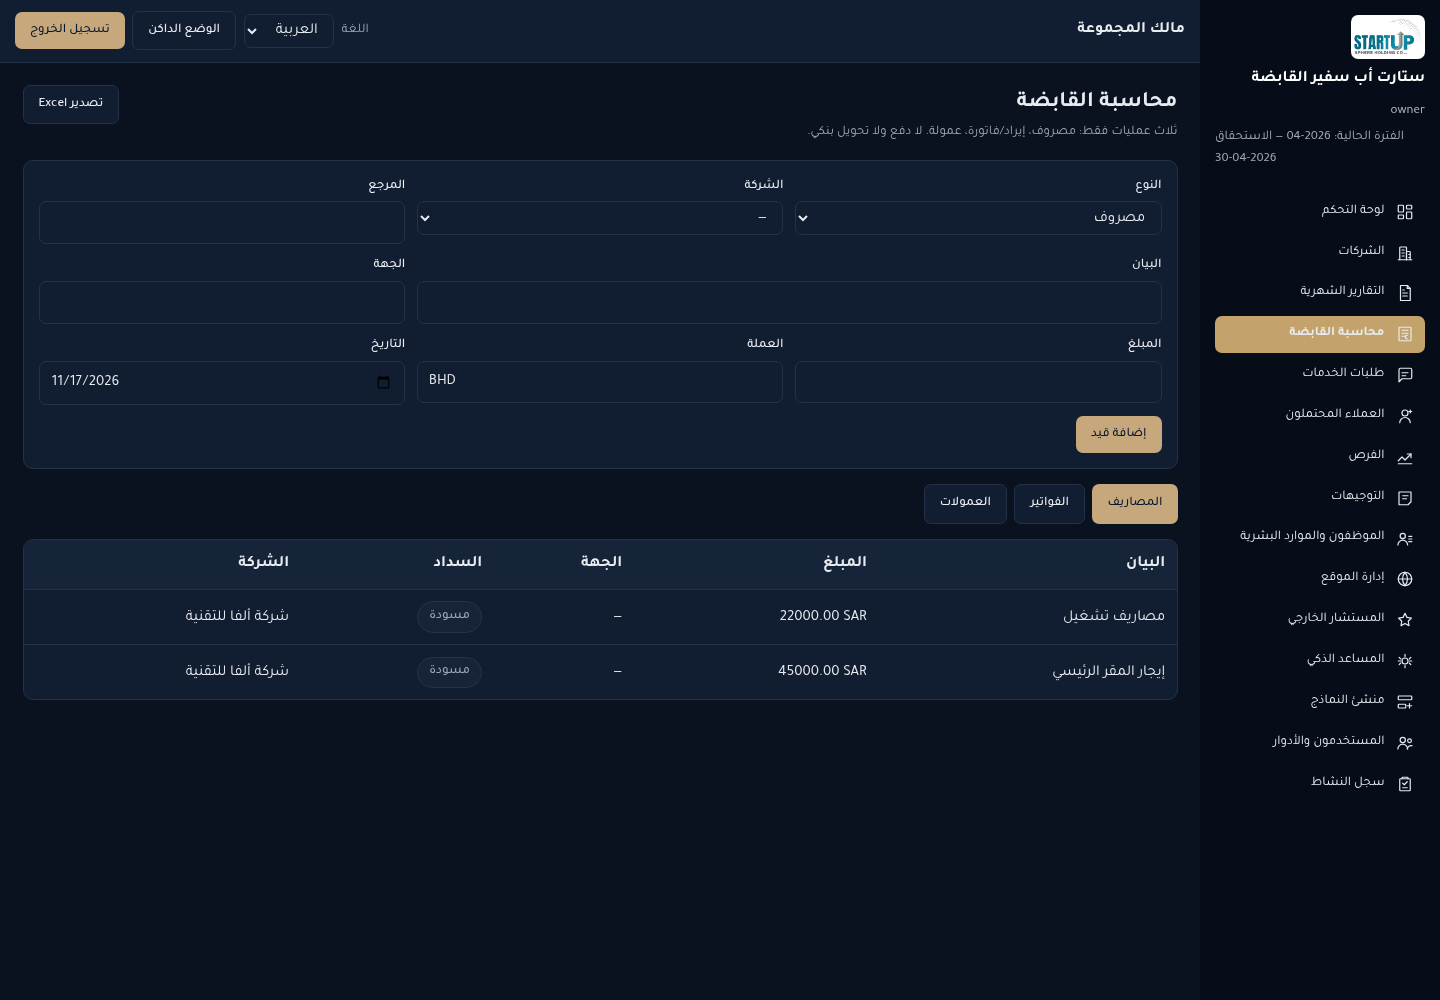 STARTUP
SPHERE HOLDING CO...
ستارت أب سفير القابضة
owner
الفترة الحالية: 2026-04 — الاستحقاق
2026-04-30
لوحة التحكم
الشركات
التقارير الشهرية
محاسبة القابضة
طلبات الخدمات
العملاء المحتملون
الفرص
التوجيهات
الموظفون والموارد البشرية
إدارة الموقع
المستشار الخارجي
المساعد الذكي
منشئ النماذج
المستخدمون والأدوار
سجل النشاط
مالك المجموعة
اللغة
العربية
الوضع الداكن
تسجيل الخروج
محاسبة القابضة
تصدير Excel
ثلاث عمليات فقط: مصروف، إيراد/فاتورة، عمولة. لا دفع ولا تحويل بنكي.
النوع الشركة المرجع
مصروف —
البيان الجهة
المبلغ العملة التاريخ
BHD 11/17/2026
إضافة قيد
المصاريف الفواتير العمولات
البيان المبلغ الجهة السداد الشركة
مصاريف تشغيل 22000.00 SAR — مسودة شركة ألفا للتقنية
إيجار المقر الرئيسي 45000.00 SAR — مسودة شركة ألفا للتقنية